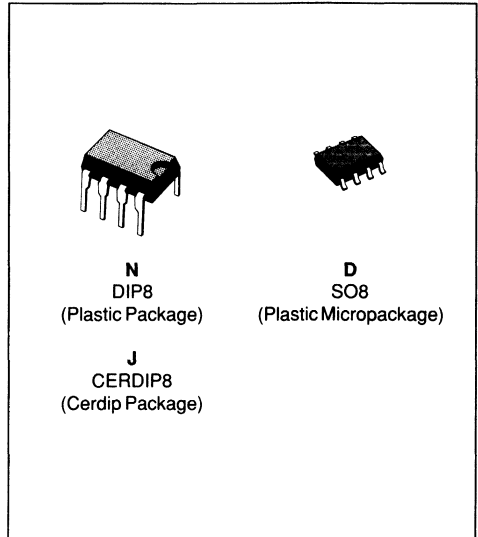 N
DIP8
(Plastic Package)
D
SO8
(Plastic Micropackage)
J
CERDIP8
(Cerdip Package)